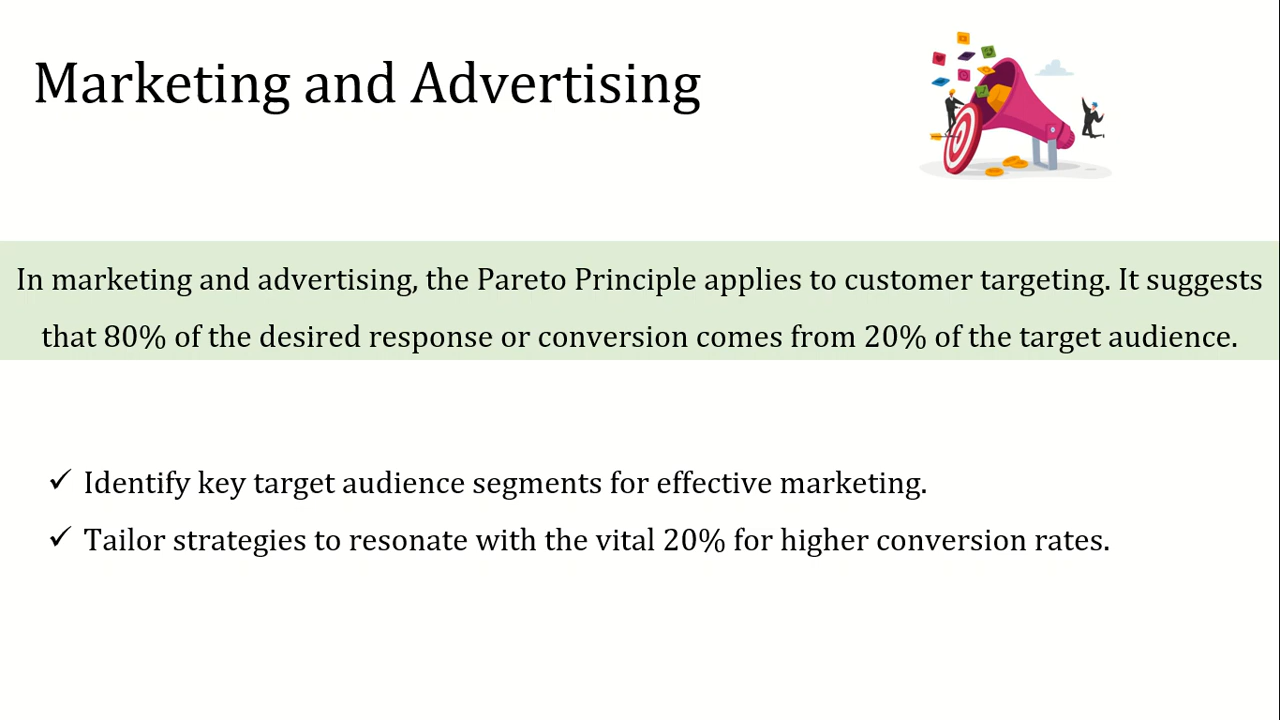 Marketing and Advertising
In marketing and advertising, the Pareto Principle applies to customer targeting. It suggests
that 80% of the desired response or conversion comes from 20% of the target audience.
✓ Identify key target audience segments for effective marketing.
✓ Tailor strategies to resonate with the vital 20% for higher conversion rates.